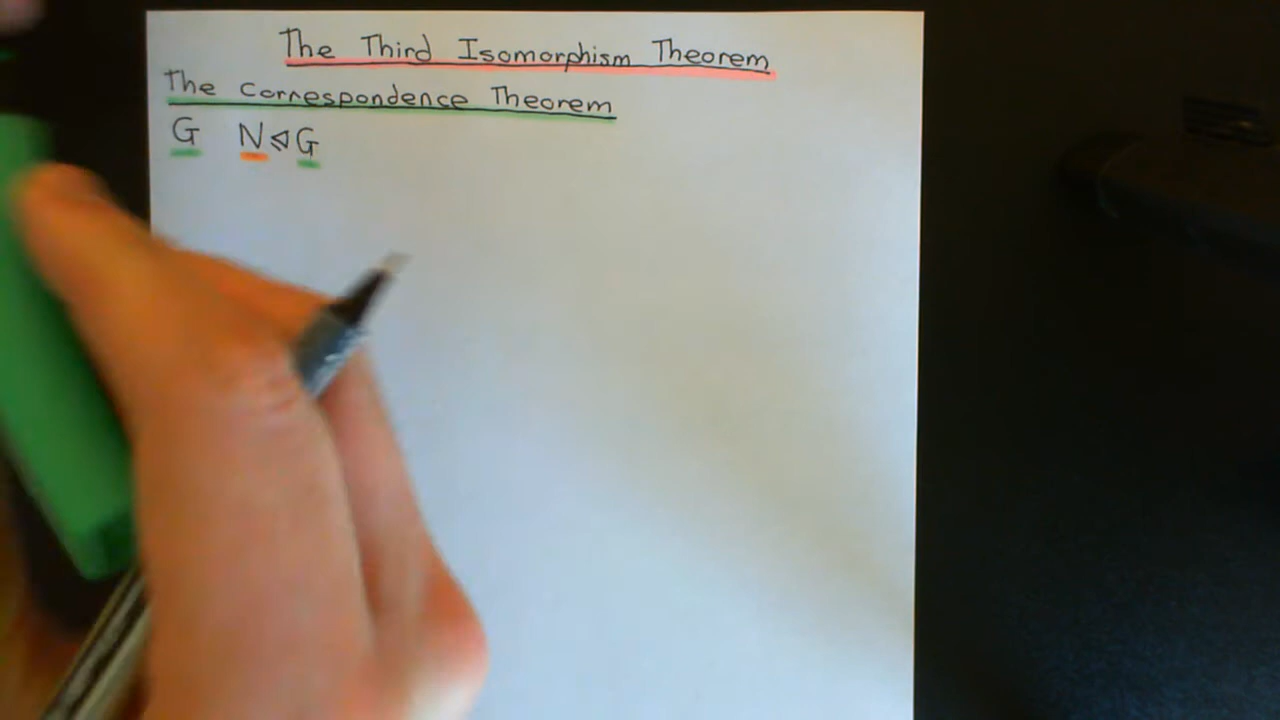 The Third Isomorphism Theorem
The Correspondence Theorem
G N⊲G